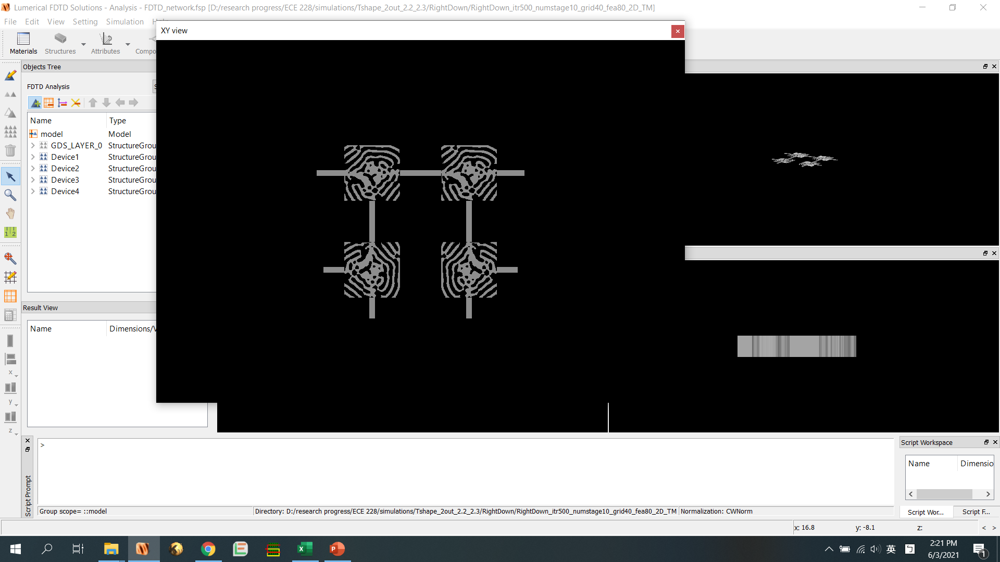 Lumerical FDTD Solutions - Analysis - FDTD_network.fsp [D:/research progress/ECE 228/simulations/Tshape_2out_2.2_2.3/RightDown/RightDown_itr500_numstage10_grid40_fea80_2D_TM]
File Edit View Setting Simulation
XY view
Materials Structures Attributes
Objects Tree
FDTD Analysis
Name Type
model Model
GDS_LAYER_0 StructureGrou
Device1 StructureGrou
Device2 StructureGrou
Device3 StructureGrou
Device4 StructureGrou
Result View
Name Dimensions/V
1 2
x
y
z
Script Prompt
>
Script Workspace
Name Dimensio
Group scope= ::model Directory: D:/research progress/ECE 228/simulations/Tshape_2out_2.2_2.3/RightDown/RightDown_itr500_numstage10_grid40_fea80_2D_TM Normalization: CWNorm
Script Wor... Script F...
x: 16.8 y: -8.1 z:
英
2:21 PM
6/3/2021
1